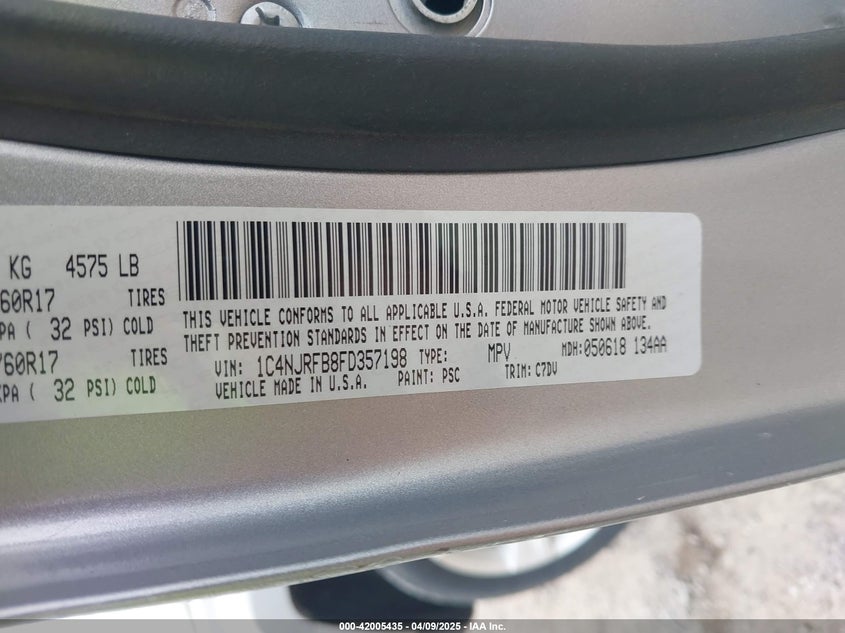 KG 4575 LB
60R17 TIRES
PA ( 32 PSI) COLD
/60R17 TIRES
KPA ( 32 PSI) COLD
THIS VEHICLE CONFORMS TO ALL APPLICABLE U.S.A. FEDERAL MOTOR VEHICLE SAFETY AND
THEFT PREVENTION STANDARDS IN EFFECT ON THE DATE OF MANUFACTURE SHOWN ABOVE.
VIN: 1C4NJRFB8FD357198 TYPE: MPV MDH:050618 134AA
VEHICLE MADE IN U.S.A. PAINT: PSC TRIM: C7DV
000-42005435 - 04/09/2025 - IAA Inc.